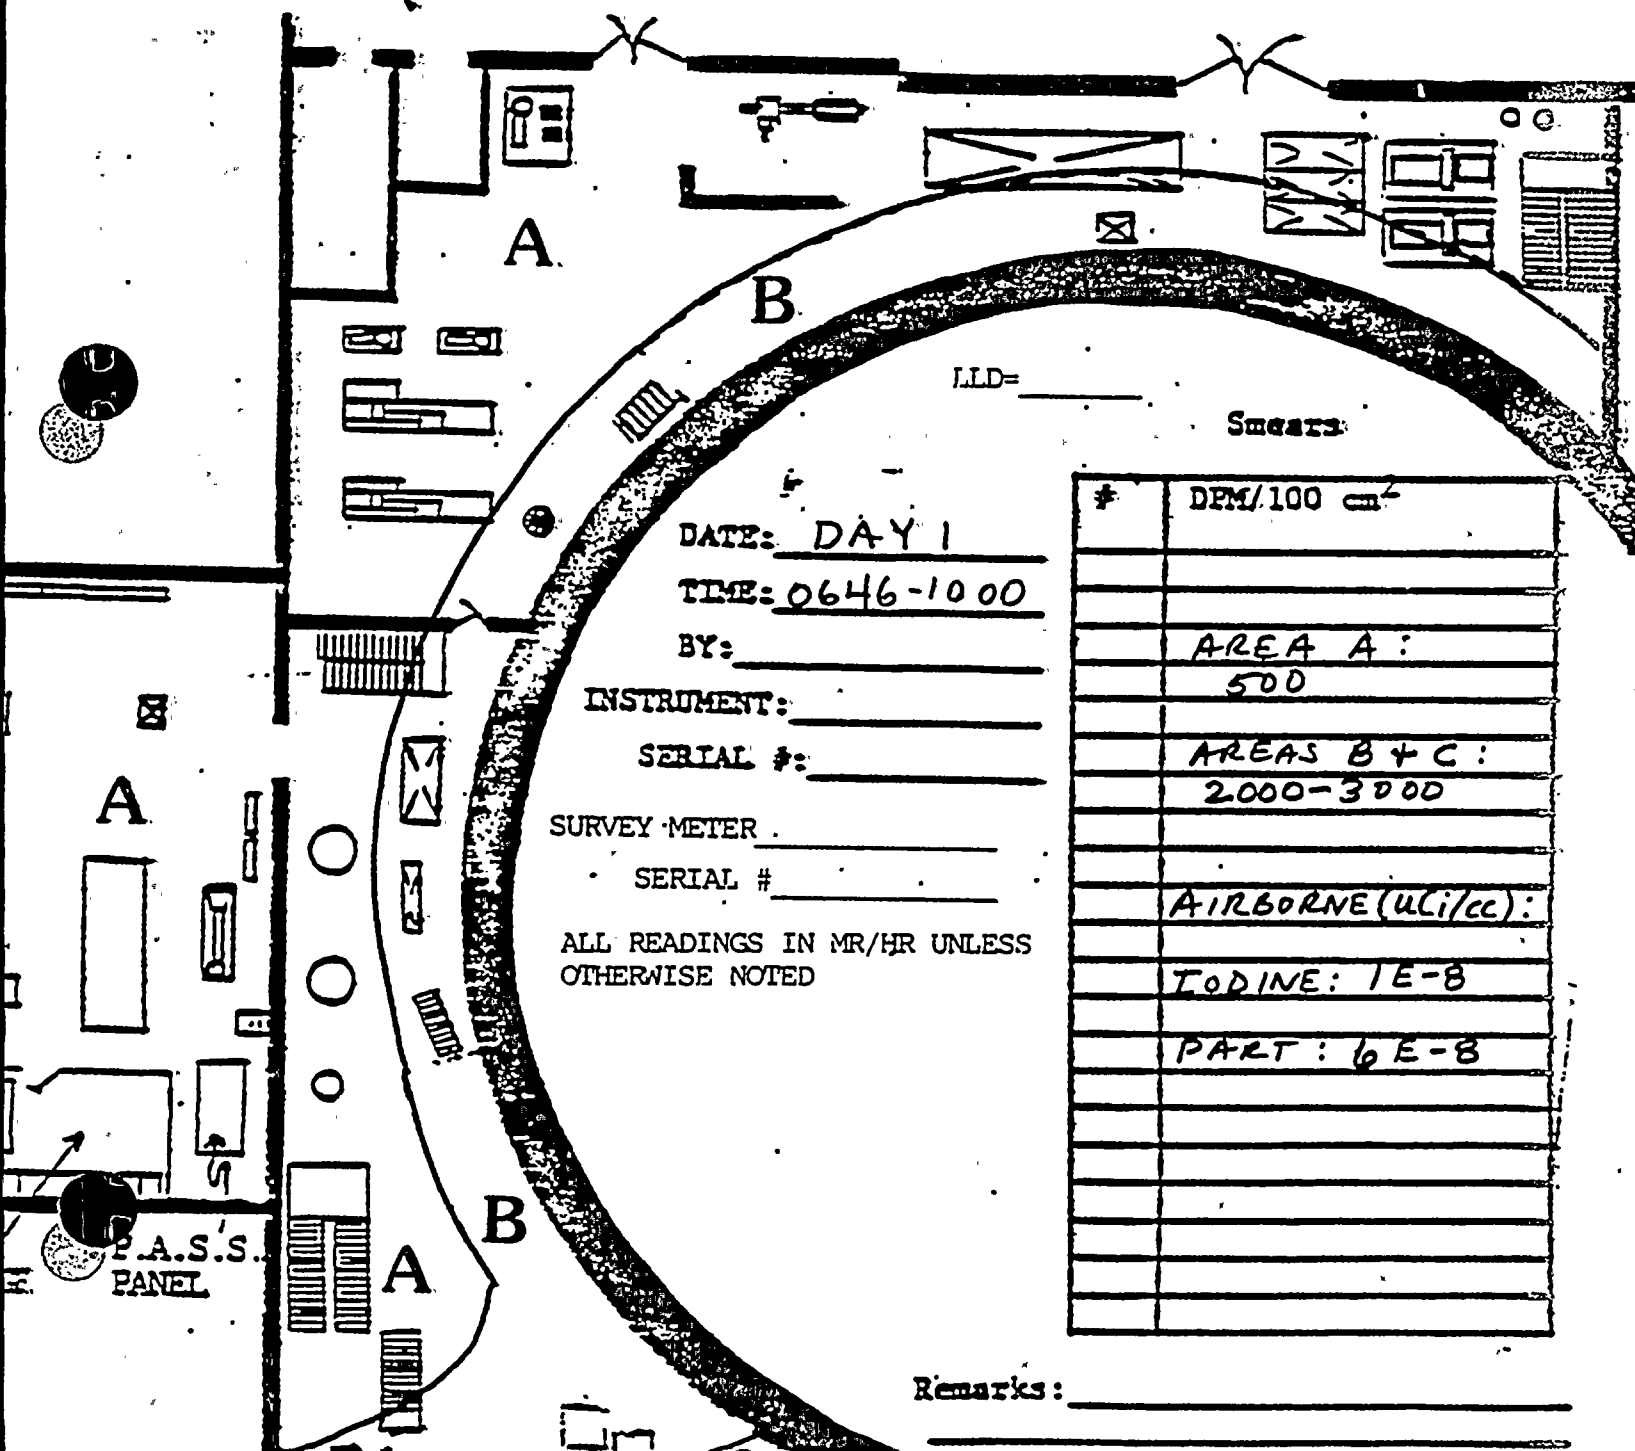 A
B
LLD=
Smears
# DPM/100 cm²
DATE: DAY 1
TIME: 0646-1000
BY:
AREA A:
500
INSTRUMENT:
AREAS B + C:
SERIAL #:
2000-3000
A
SURVEY METER
SERIAL #
AIRBORNE (uCi/cc):
ALL READINGS IN MR/HR UNLESS
OTHERWISE NOTED
IODINE: 1E-8
PART: 6E-8
B
P.A.S.S.
A
PANEL
Remarks: